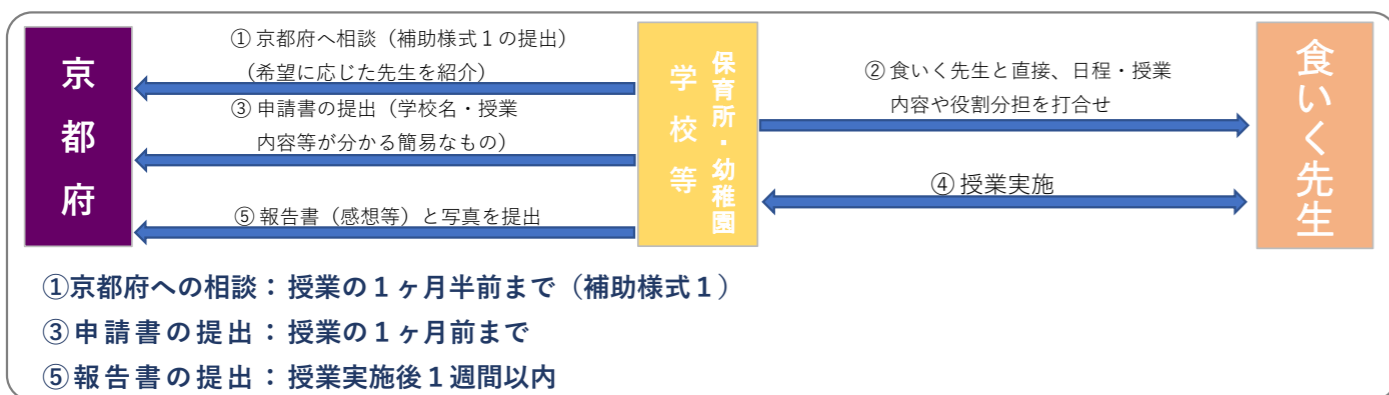 京都府
① 京都府へ相談（補助様式１の提出）
（希望に応じた先生を紹介）
③ 申請書の提出（学校名・授業
内容等が分かる簡易なもの）
⑤ 報告書（感想等）と写真を提出
保育所・幼稚園
学校等
② 食いく先生と直接、日程・授業
内容や役割分担を打合せ
④ 授業実施
食いく先生
①京都府への相談：授業の１ヶ月半前まで（補助様式１）
③申請書の提出：授業の１ヶ月前まで
⑤報告書の提出：授業実施後１週間以内